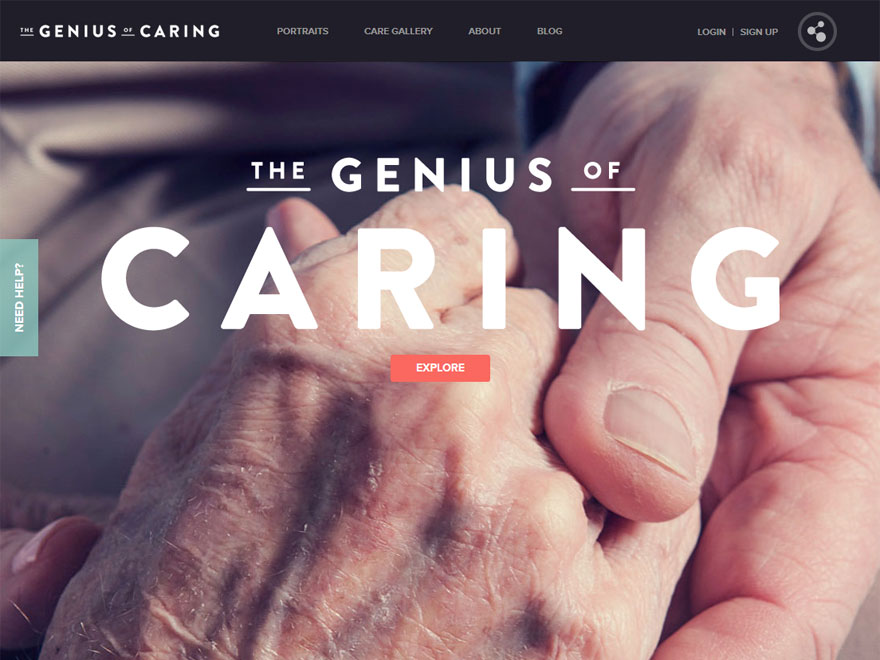 THE GENIUS OF CARING
PORTRAITS
CARE GALLERY
ABOUT
BLOG
LOGIN | SIGN UP
THE GENIUS OF
CARING
NEED HELP?
EXPLORE